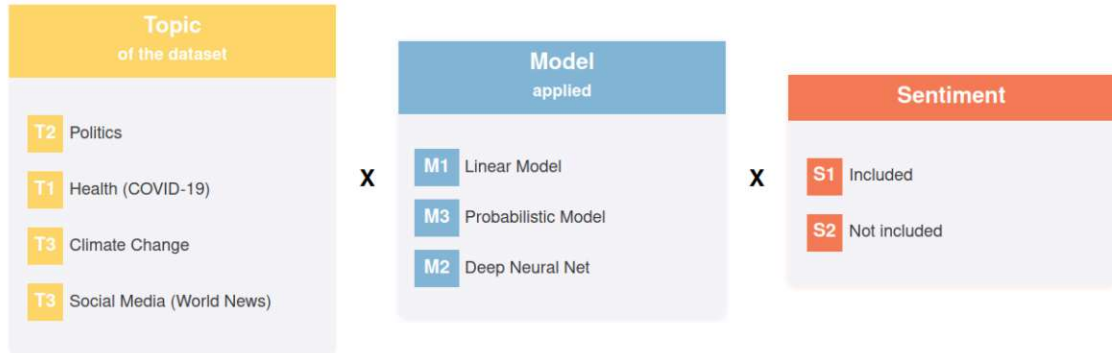 Topic
of the dataset
T2 Politics
T1 Health (COVID-19)
T3 Climate Change
T3 Social Media (World News)
X
Model
applied
M1 Linear Model
M3 Probabilistic Model
M2 Deep Neural Net
X
Sentiment
S1 Included
S2 Not included